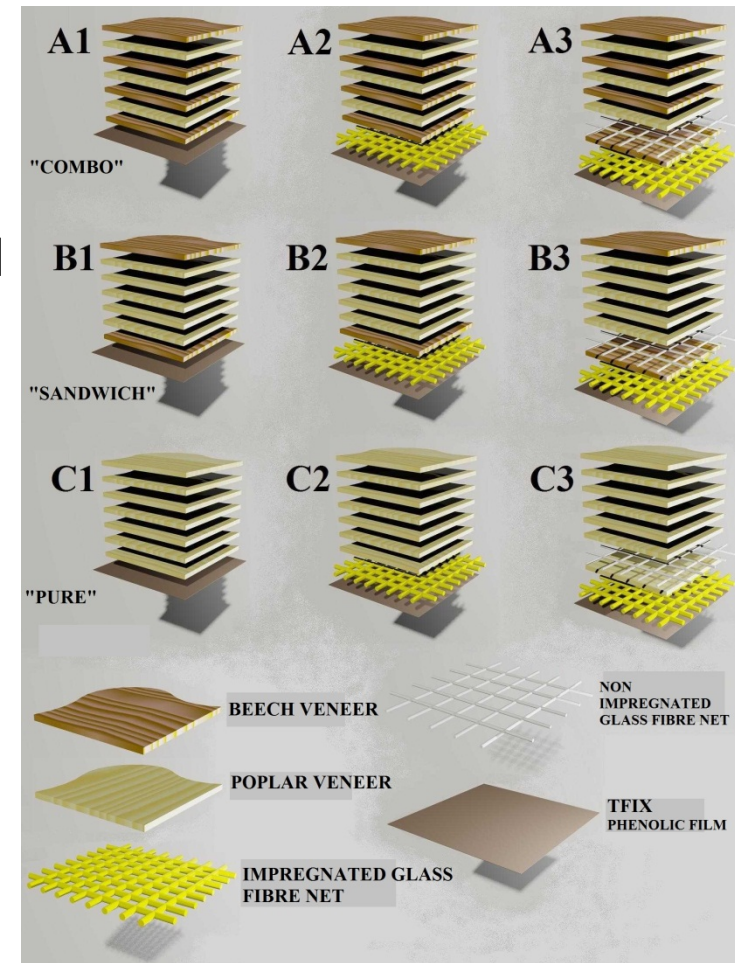 A1
A2
A3
"COMBO"
B1
B2
B3
"SANDWICH"
C1
C2
C3
"PURE"
BEECH VENEER
POPLAR VENEER
IMPREGNATED GLASS
FIBRE NET
NON
IMPREGNATED
GLASS FIBRE NET
TFIX
PHENOLIC FILM